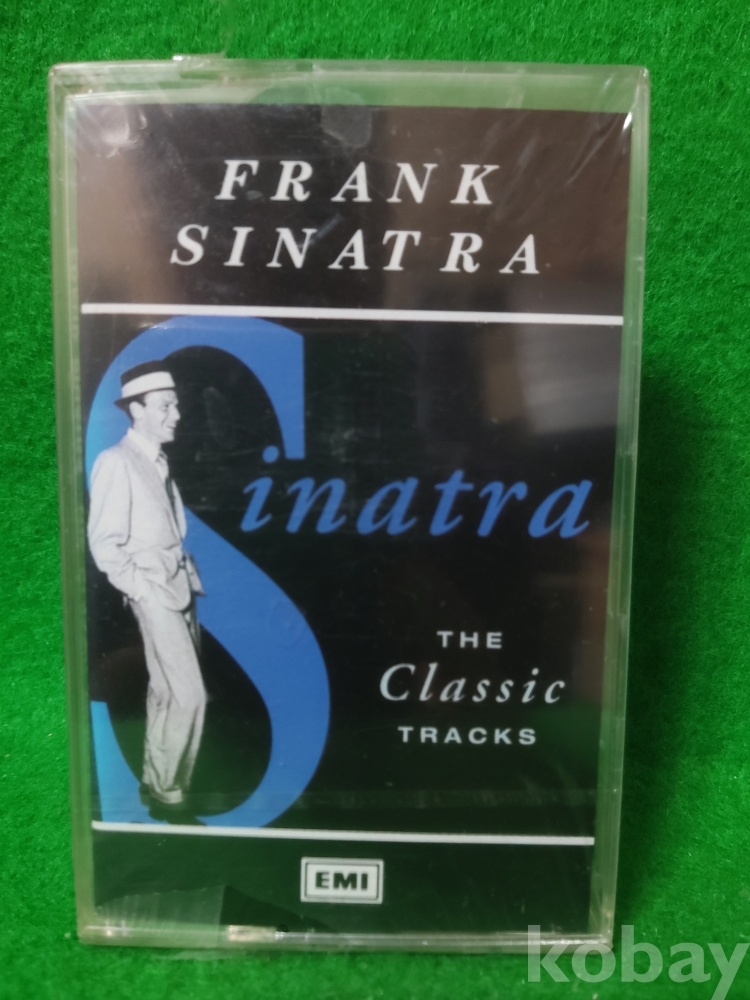 FRANK
SINATRA
Sinatra
THE
Classic
TRACKS
EMI
kobay